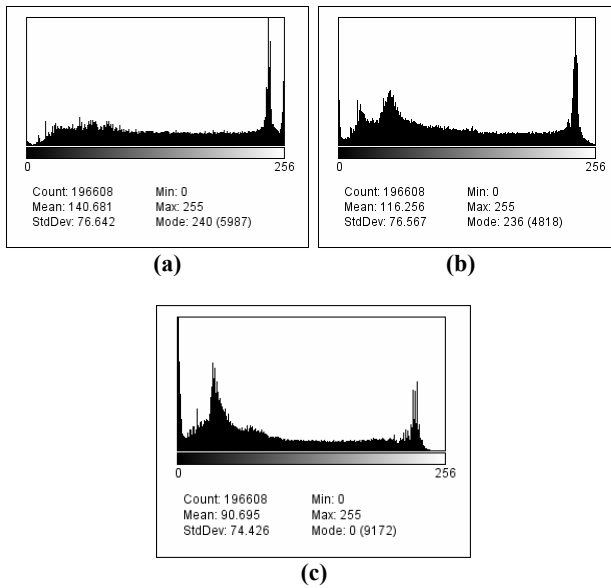 0 256
Count: 196608 Min: 0
Mean: 140.681 Max: 255
StdDev: 76.642 Mode: 240 (5987)
(a)
0 256
Count: 196608 Min: 0
Mean: 116.256 Max: 255
StdDev: 76.567 Mode: 236 (4818)
(b)
0 256
Count: 196608 Min: 0
Mean: 90.695 Max: 255
StdDev: 74.426 Mode: 0 (9172)
(c)